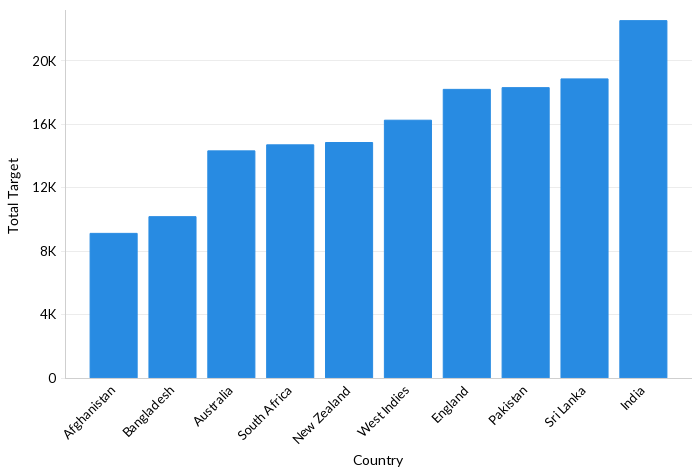 Total Target
20K
16K
12K
8K
4K
0
Afghanistan
Bangladesh
Australia
South Africa
New Zealand
West Indies
England
Pakistan
Sri Lanka
India
Country